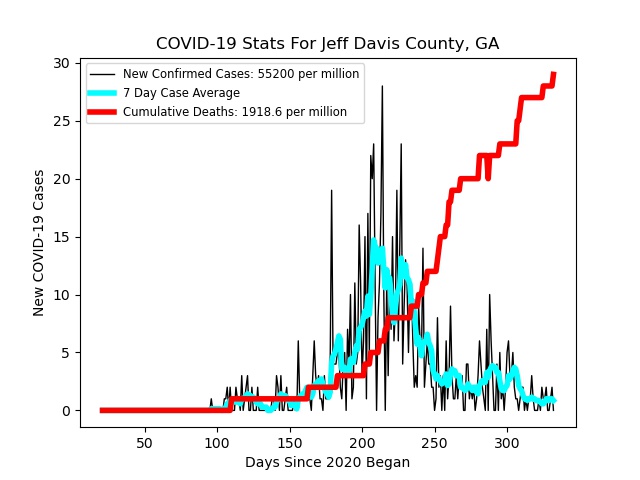 COVID-19 Stats For Jeff Davis County, GA
New Confirmed Cases: 55200 per million
7 Day Case Average
Cumulative Deaths: 1918.6 per million
New COVID-19 Cases
30
25
20
15
10
5
0
50
100
150
200
250
300
Days Since 2020 Began